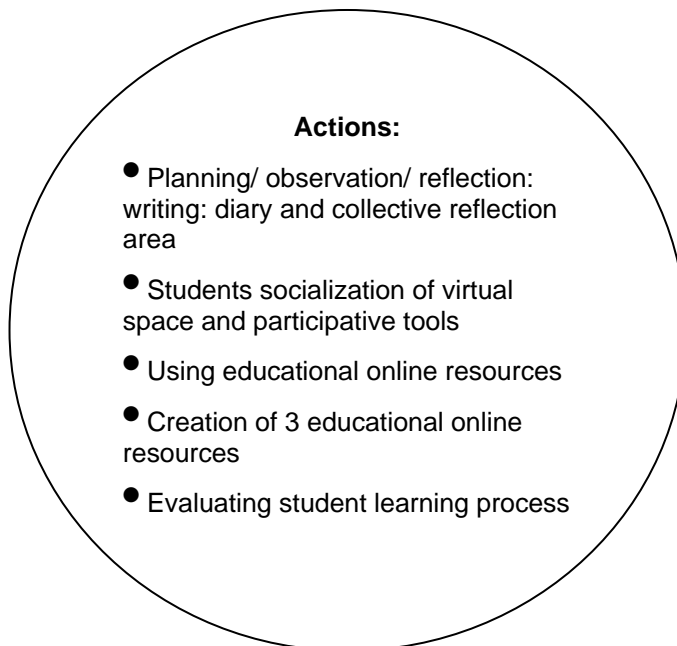 Actions:
● Planning/ observation/ reflection:
writing: diary and collective reflection
area
● Students socialization of virtual
space and participative tools
● Using educational online resources
● Creation of 3 educational online
resources
● Evaluating student learning process